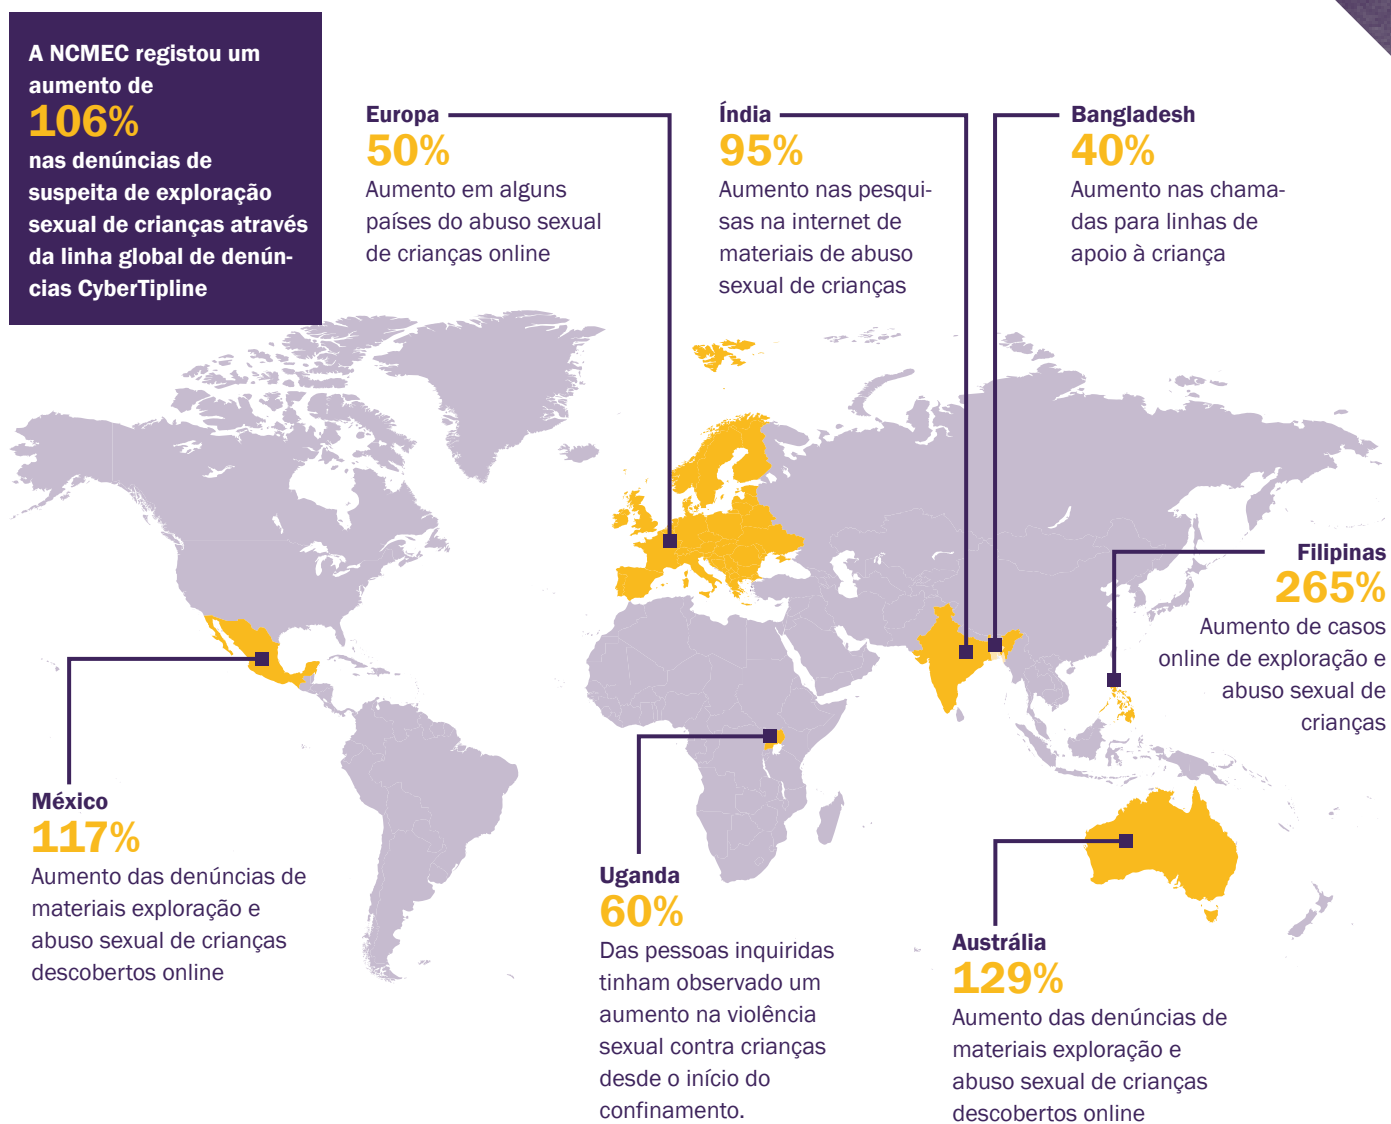 A NCMEC registou um
aumento de
106%
nas denúncias de
suspeita de exploração
sexual de crianças através
da linha global de denún-
cias CyberTipline
Europa
50%
Aumento em alguns
países do abuso sexual
de crianças online
Índia
95%
Aumento nas pesqui-
sas na internet de
materiais de abuso
sexual de crianças
Bangladesh
40%
Aumento nas chama-
das para linhas de
apoio à criança
Filipinas
265%
Aumento de casos
online de exploração e
abuso sexual de
crianças
México
117%
Aumento das denúncias de
materiais exploração e
abuso sexual de crianças
descobertos online
Uganda
60%
Das pessoas inquiridas
tinham observado um
aumento na violência
sexual contra crianças
desde o início do
confinamento.
Austrália
129%
Aumento das denúncias de
materiais exploração e
abuso sexual de crianças
descobertos online